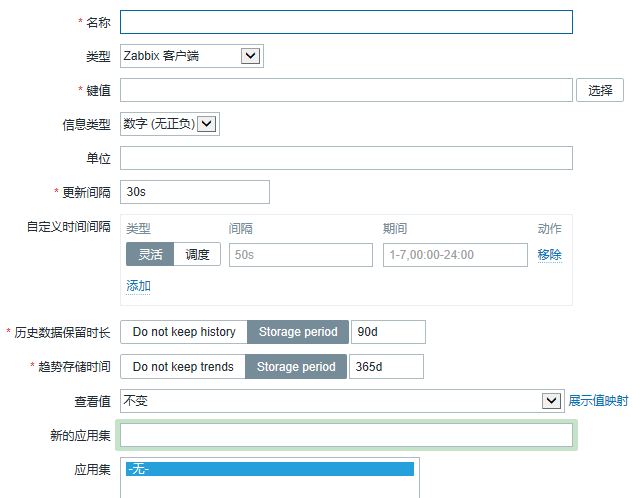 * 名称
类型 Zabbix 客户端
* 键值 选择
信息类型 数字 (无正负)
单位
* 更新间隔 30s
自定义时间间隔 类型 间隔 期间 动作
灵活 调度 50s 1-7,00:00-24:00 移除
添加
* 历史数据保留时长 Do not keep history Storage period 90d
* 趋势存储时间 Do not keep trends Storage period 365d
查看值 不变 展示值映射
新的应用集
应用集 -无-